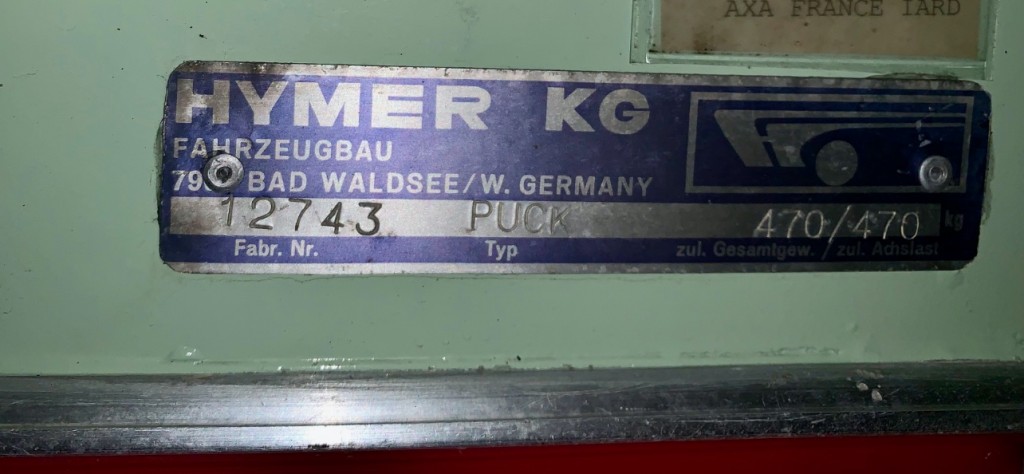 AXA FRANCE IARD
HYMER KG
FAHRZEUGBAU
BAD WALDSEE/W. GERMANY
12743 PUCK 470/470 kg
Fabr. Nr. Typ zul. Gesamtgew. / zul. Achslast